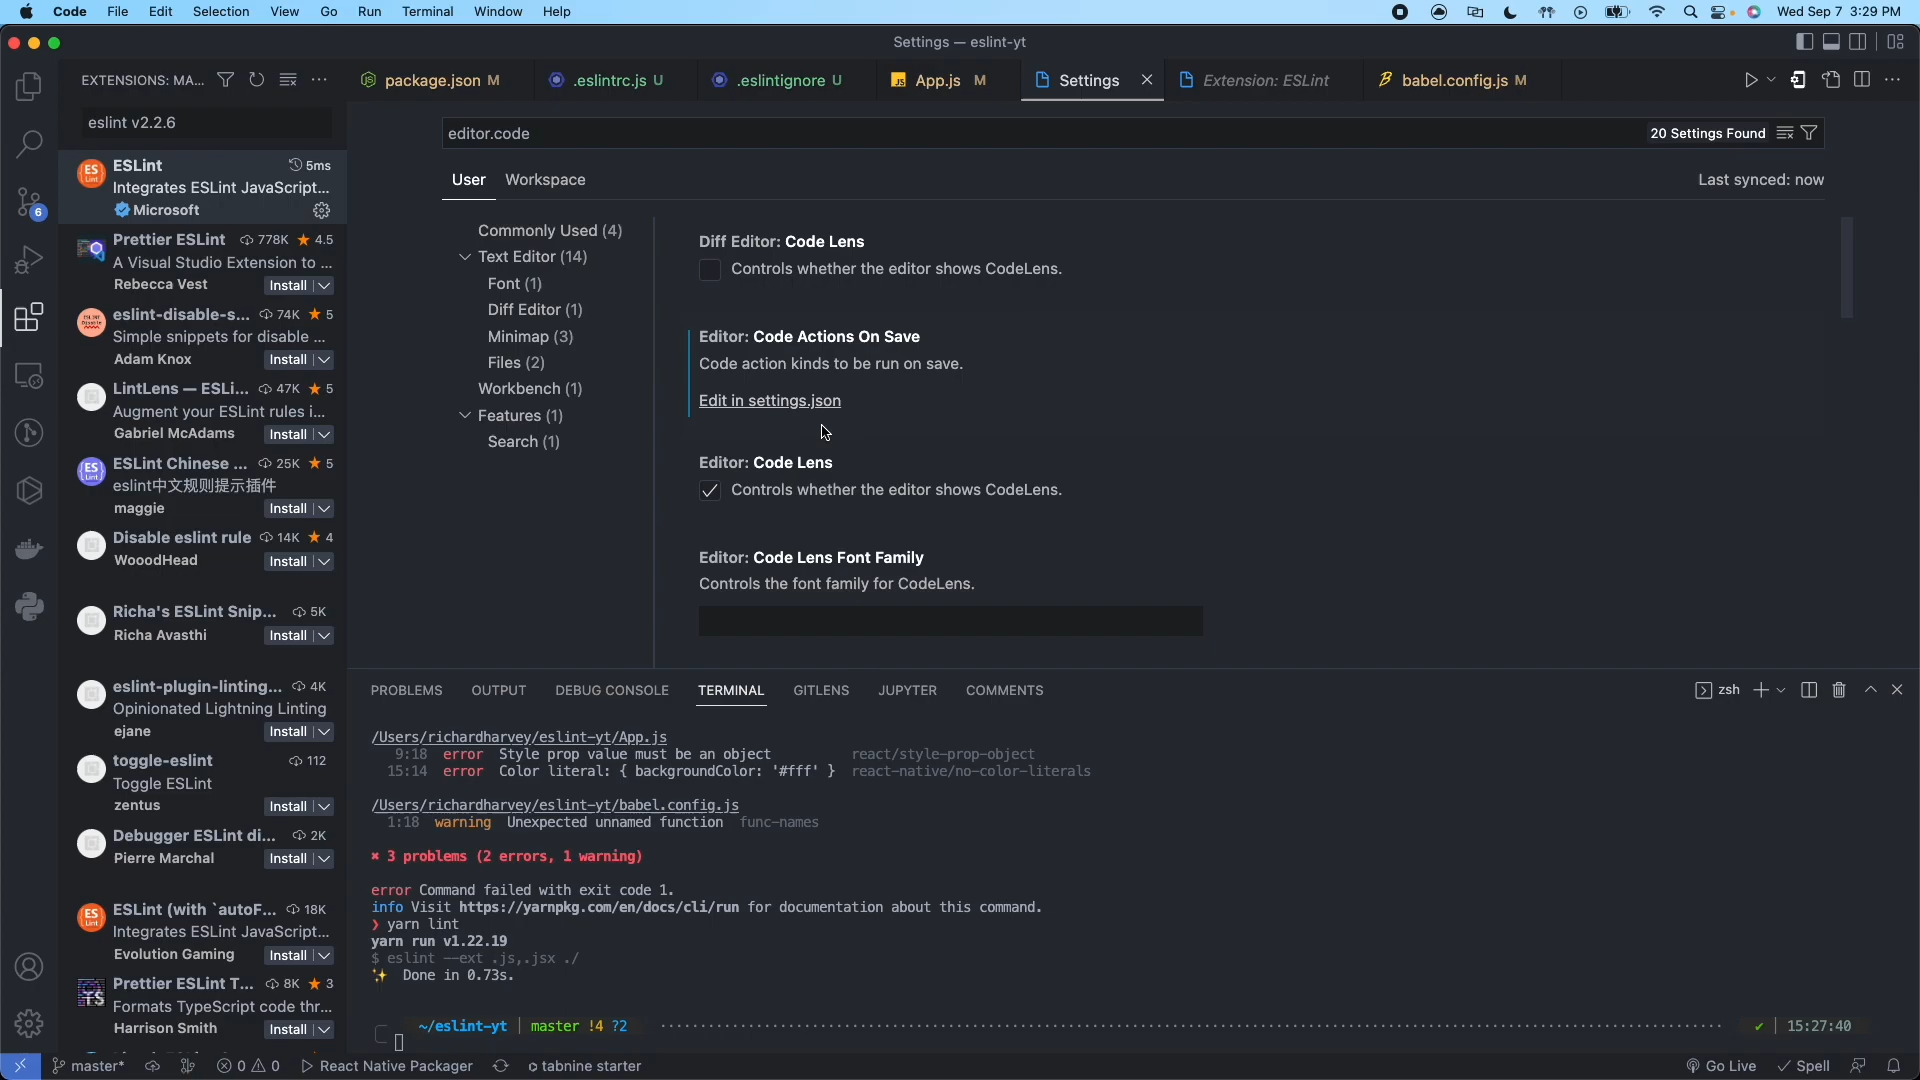 Code File Edit Selection View Go Run Terminal Window Help
Wed Sep 7 3:29 PM
Settings — eslint-yt
EXTENSIONS: MA...
package.json M
.eslintrc.js U
.eslintignore U
JS App.js M
Settings
Extension: ESLint
babel.config.js M
eslint v2.2.6
ESLint 5ms
Integrates ESLint JavaScript...
Microsoft
Prettier ESLint 778K 4.5
A Visual Studio Extension to ...
Rebecca Vest Install
eslint-disable-s... 74K 5
Simple snippets for disable ...
Adam Knox Install
LintLens — ESLi... 47K 5
Augment your ESLint rules i...
Gabriel McAdams Install
ESLint Chinese ... 25K 5
eslint中文规则提示插件
maggie Install
Disable eslint rule 14K 4
WooodHead Install
Richa's ESLint Snip... 5K
Richa Avasthi Install
eslint-plugin-linting... 4K
Opinionated Lightning Linting
ejane Install
toggle-eslint 112
Toggle ESLint
zentus Install
Debugger ESLint di... 2K
Pierre Marchal Install
ESLint (with `autoF... 18K
Integrates ESLint JavaScript...
Evolution Gaming Install
Prettier ESLint T... 8K 3
Formats TypeScript code thr...
Harrison Smith Install
6
editor.code
20 Settings Found
User Workspace
Last synced: now
Commonly Used (4)
Text Editor (14)
Font (1)
Diff Editor (1)
Minimap (3)
Files (2)
Workbench (1)
Features (1)
Search (1)
Diff Editor: Code Lens
Controls whether the editor shows CodeLens.
Editor: Code Actions On Save
Code action kinds to be run on save.
Edit in settings.json
Editor: Code Lens
Controls whether the editor shows CodeLens.
Editor: Code Lens Font Family
Controls the font family for CodeLens.
PROBLEMS OUTPUT DEBUG CONSOLE TERMINAL GITLENS JUPYTER COMMENTS
zsh
/Users/richardharvey/eslint-yt/App.js
9:18 error Style prop value must be an object react/style-prop-object
15:14 error Color literal: { backgroundColor: '#fff' } react-native/no-color-literals
/Users/richardharvey/eslint-yt/babel.config.js
1:18 warning Unexpected unnamed function func-names
✖ 3 problems (2 errors, 1 warning)
error Command failed with exit code 1.
info Visit https://yarnpkg.com/en/docs/cli/run for documentation about this command.
❯ yarn lint
yarn run v1.22.19
$ eslint --ext .js,.jsx ./
✨ Done in 0.73s.
~/eslint-yt | master !4 ?2
✔ | 15:27:40
master* 0 0 React Native Packager tabnine starter
Go Live Spell